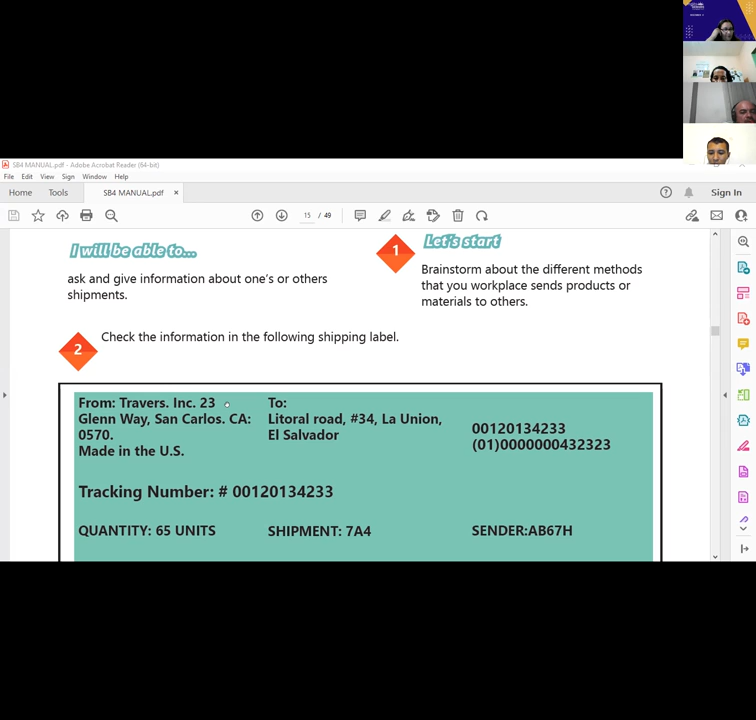 SB4 MANUAL.pdf - Adobe Acrobat Reader (64-bit)
File Edit View Sign Window Help
Home Tools SB4 MANUAL.pdf × Sign In
15 / 49
I will be able to...
ask and give information about one's or others
shipments.
1 Let's start
Brainstorm about the different methods
that you workplace sends products or
materials to others.
2 Check the information in the following shipping label.
From: Travers. Inc. 23
Glenn Way, San Carlos. CA:
0570.
Made in the U.S.
To:
Litoral road, #34, La Union,
El Salvador
00120134233
(01)0000000432323
Tracking Number: # 00120134233
QUANTITY: 65 UNITS
SHIPMENT: 7A4
SENDER:AB67H